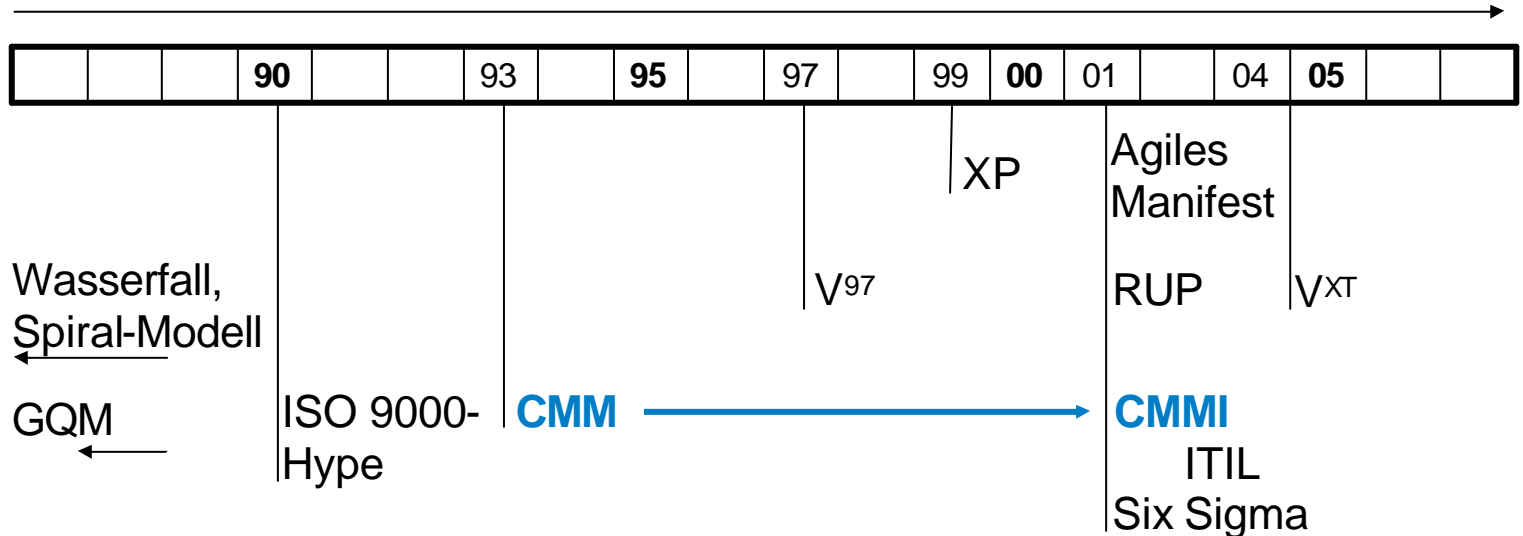 90 93 95 97 99 00 01 04 05
XP
Agiles
Manifest
Wasserfall,
Spiral-Modell
V97
RUP
VXT
GQM
ISO 9000-
Hype
CMM
CMMI
ITIL
Six Sigma